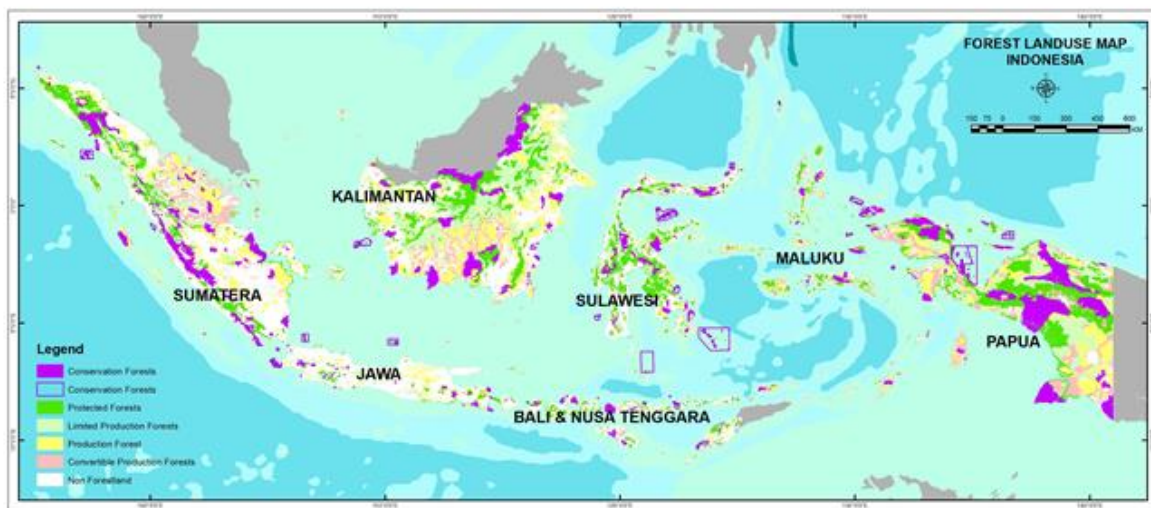 FOREST LANDUSE MAP
INDONESIA
KM
KALIMANTAN
SUMATERA
MALUKU
SULAWESI
PAPUA
JAWA
BALI & NUSA TENGGARA
Legend
Conservation Forests
Conservation Forests
Protected Forests
Limited Production Forests
Production Forest
Convertible Production Forests
Non Forestland